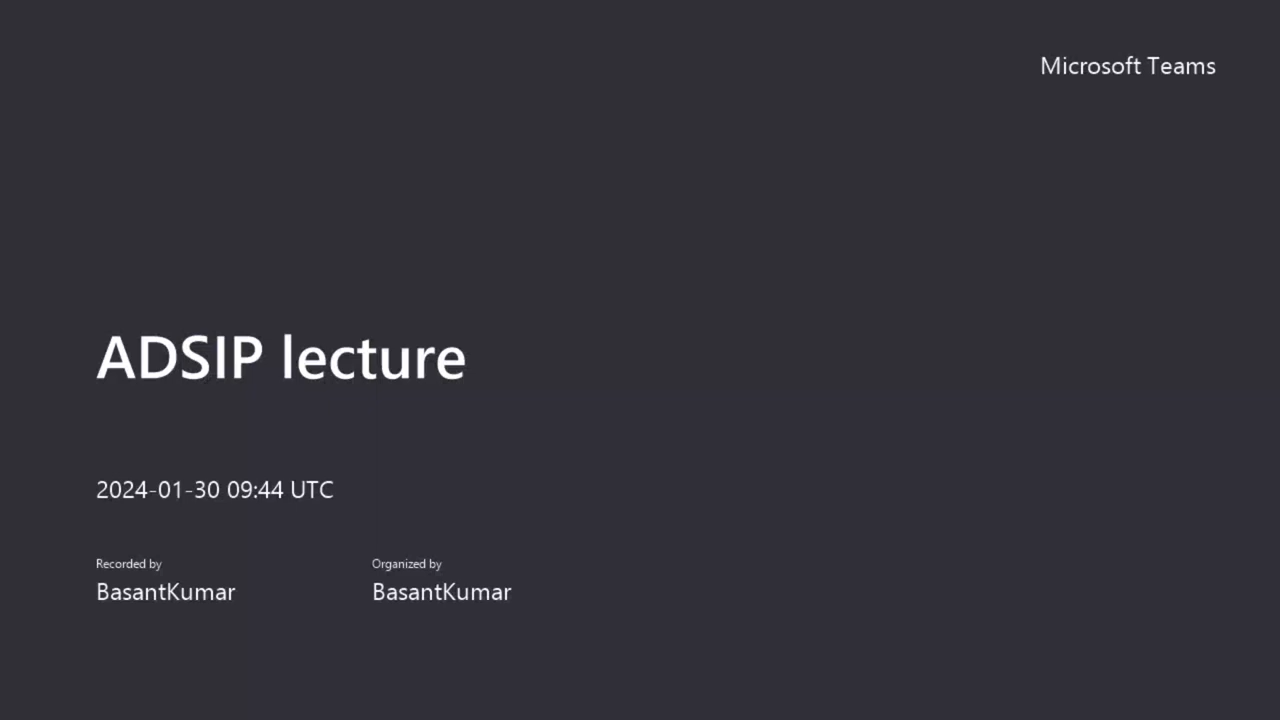 Microsoft Teams
ADSIP lecture
2024-01-30 09:44 UTC
Recorded by
BasantKumar
Organized by
BasantKumar